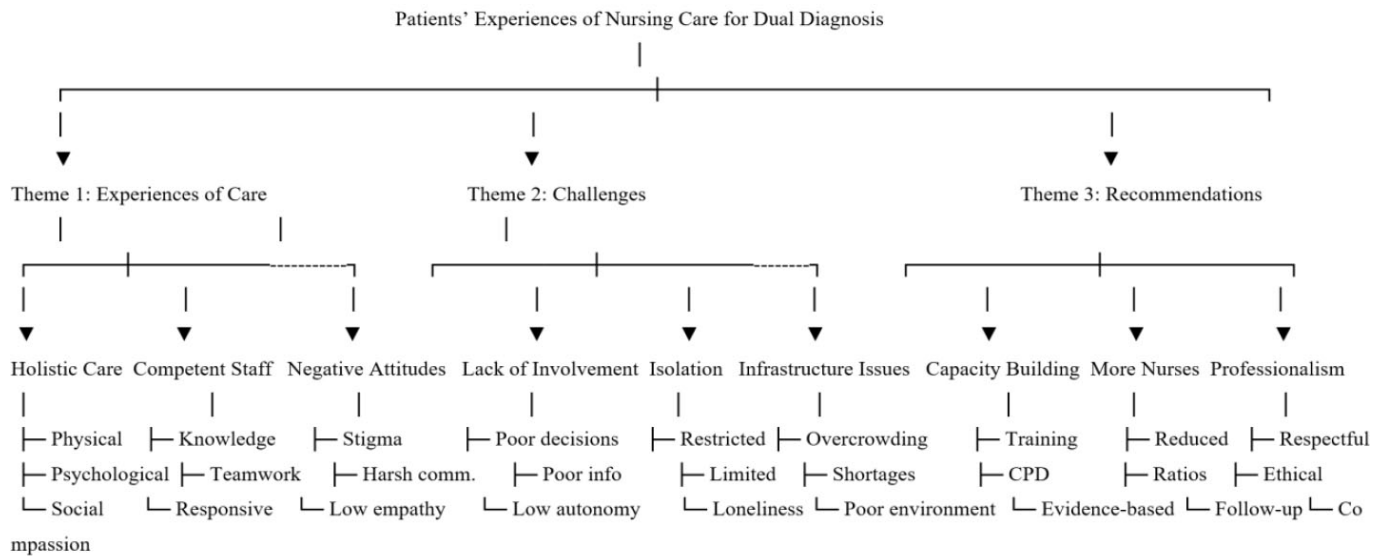 Patients’ Experiences of Nursing Care for Dual Diagnosis
Theme 1: Experiences of Care Theme 2: Challenges Theme 3: Recommendations
Holistic Care Competent Staff Negative Attitudes Lack of Involvement Isolation Infrastructure Issues Capacity Building More Nurses Professionalism
Physical Knowledge Stigma Poor decisions Restricted Overcrowding Training Reduced Respectful
Psychological Teamwork Harsh comm. Poor info Limited Shortages CPD Ratios Ethical
Social Responsive Low empathy Low autonomy Loneliness Poor environment Evidence-based Follow-up Co
mpassion